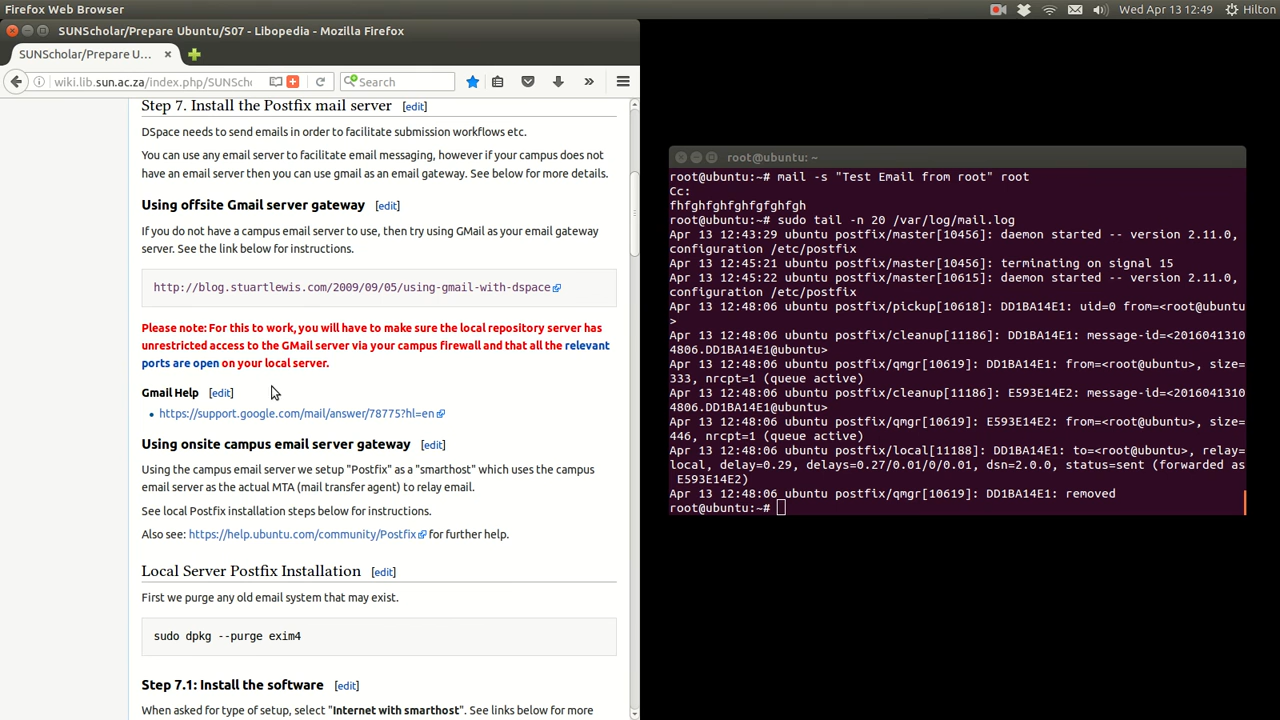 Firefox Web Browser
Wed Apr 13 12:49 Hilton
SUNScholar/Prepare Ubuntu/S07 - Libopedia - Mozilla Firefox
SUNScholar/Prepare U...
wiki.lib.sun.ac.za/index.php/SUNScho
Search
Step 7. Install the Postfix mail server [edit]
DSpace needs to send emails in order to facilitate submission workflows etc.
You can use any email server to facilitate email messaging, however if your campus does not
have an email server then you can use gmail as an email gateway. See below for more details.
Using offsite Gmail server gateway [edit]
If you do not have a campus email server to use, then try using GMail as your email gateway
server. See the link below for instructions.
http://blog.stuartlewis.com/2009/09/05/using-gmail-with-dspace
Please note: For this to work, you will have to make sure the local repository server has
unrestricted access to the GMail server via your campus firewall and that all the relevant
ports are open on your local server.
Gmail Help [edit]
https://support.google.com/mail/answer/78775?hl=en
Using onsite campus email server gateway [edit]
Using the campus email server we setup "Postfix" as a "smarthost" which uses the campus
email server as the actual MTA (mail transfer agent) to relay email.
See local Postfix installation steps below for instructions.
Also see: https://help.ubuntu.com/community/Postfix for further help.
Local Server Postfix Installation [edit]
First we purge any old email system that may exist.
sudo dpkg --purge exim4
Step 7.1: Install the software [edit]
When asked for type of setup, select "Internet with smarthost". See links below for more
root@ubuntu: ~
root@ubuntu:~# mail -s "Test Email from root" root
Cc:
fhfghfghfghfgfghfgh
root@ubuntu:~# sudo tail -n 20 /var/log/mail.log
Apr 13 12:43:29 ubuntu postfix/master[10456]: daemon started -- version 2.11.0,
configuration /etc/postfix
Apr 13 12:45:21 ubuntu postfix/master[10456]: terminating on signal 15
Apr 13 12:45:22 ubuntu postfix/master[10615]: daemon started -- version 2.11.0,
configuration /etc/postfix
Apr 13 12:48:06 ubuntu postfix/pickup[10618]: DD1BA14E1: uid=0 from=<root@ubuntu
>
Apr 13 12:48:06 ubuntu postfix/cleanup[11186]: DD1BA14E1: message-id=<2016041310
4806.DD1BA14E1@ubuntu>
Apr 13 12:48:06 ubuntu postfix/qmgr[10619]: DD1BA14E1: from=<root@ubuntu>, size=
333, nrcpt=1 (queue active)
Apr 13 12:48:06 ubuntu postfix/cleanup[11186]: E593E14E2: message-id=<2016041310
4806.DD1BA14E1@ubuntu>
Apr 13 12:48:06 ubuntu postfix/qmgr[10619]: E593E14E2: from=<root@ubuntu>, size=
446, nrcpt=1 (queue active)
Apr 13 12:48:06 ubuntu postfix/local[11188]: DD1BA14E1: to=<root@ubuntu>, relay=
local, delay=0.29, delays=0.27/0.01/0/0.01, dsn=2.0.0, status=sent (forwarded as
E593E14E2)
Apr 13 12:48:06 ubuntu postfix/qmgr[10619]: DD1BA14E1: removed
root@ubuntu:~#